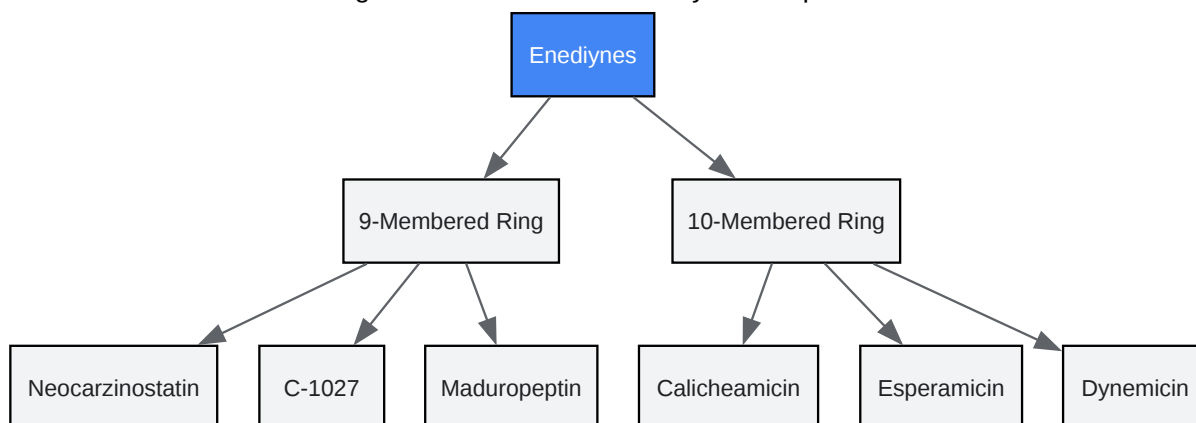 Enediynes
9-Membered Ring
10-Membered Ring
Neocarzinostatin
C-1027
Maduropeptin
Calicheamicin
Esperamicin
Dynemicin